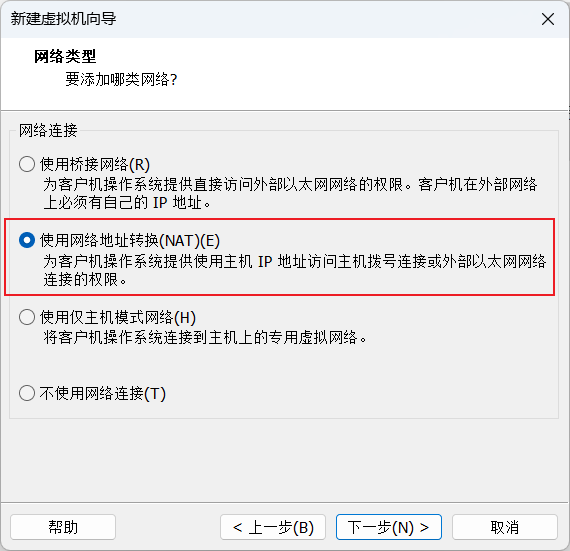 新建虚拟机向导
网络类型
要添加哪类网络?
网络连接
使用桥接网络(R)
为客户机操作系统提供直接访问外部以太网网络的权限。客户机在外部网络
上必须有自己的 IP 地址。
使用网络地址转换(NAT)(E)
为客户机操作系统提供使用主机 IP 地址访问主机拨号连接或外部以太网网络
连接的权限。
使用仅主机模式网络(H)
将客户机操作系统连接到主机上的专用虚拟网络。
不使用网络连接(T)
帮助
< 上一步(B)
下一步(N) >
取消